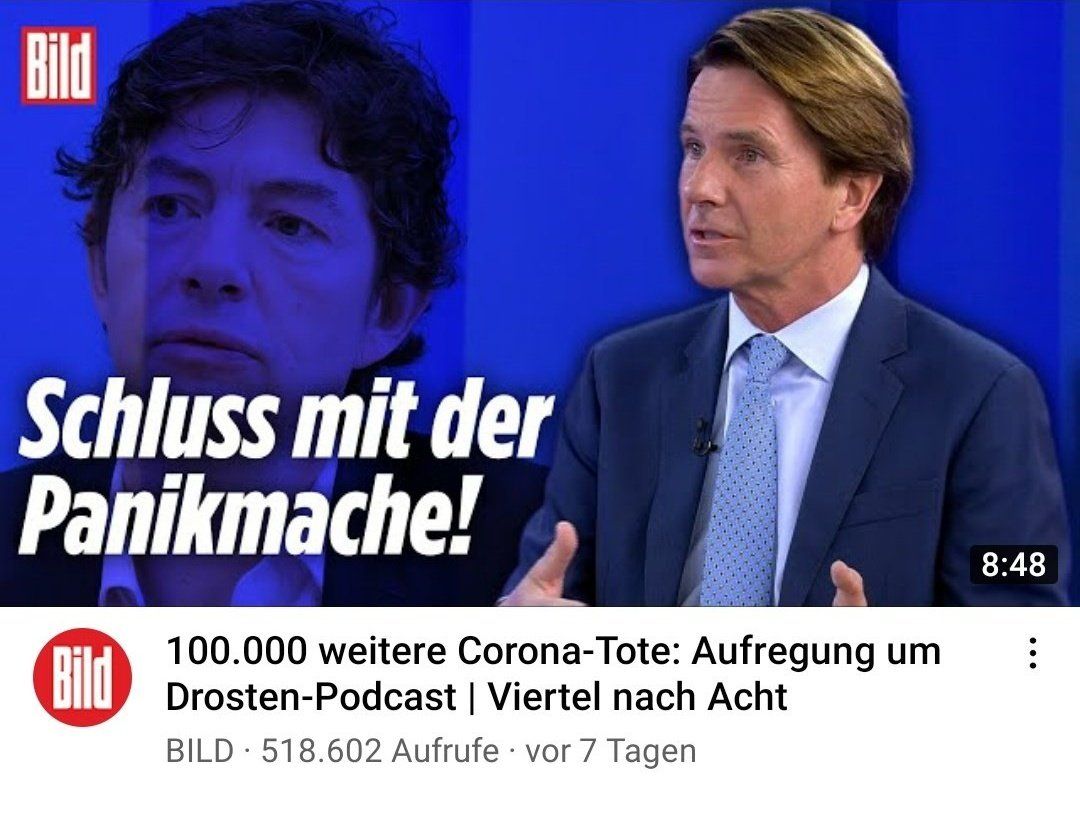 Bild
Schluss mit der
Panikmache!
8:48
Bild
100.000 weitere Corona-Tote: Aufregung um
Drosten-Podcast | Viertel nach Acht
BILD · 518.602 Aufrufe · vor 7 Tagen